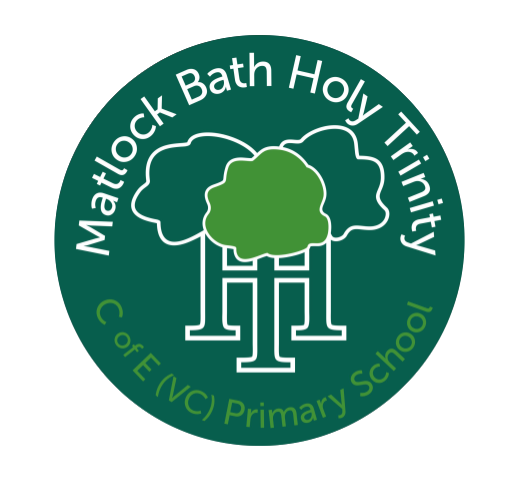 Matlock Bath Holy Trinity
C of E (VC) Primary School